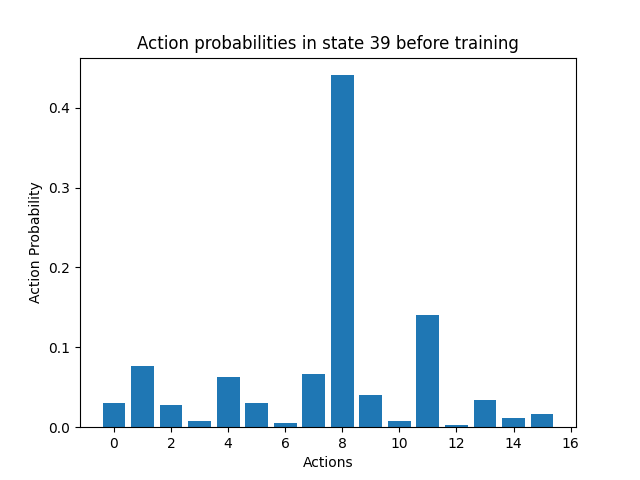 Action probabilities in state 39 before training
0.4
0.3
0.2
0.1
0.0
Action Probability
0 2 4 6 8 10 12 14 16
Actions